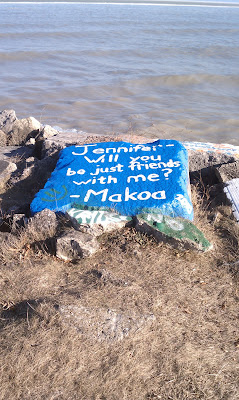 Jennifer--
Will you
be just friends
with me?
-Makoa